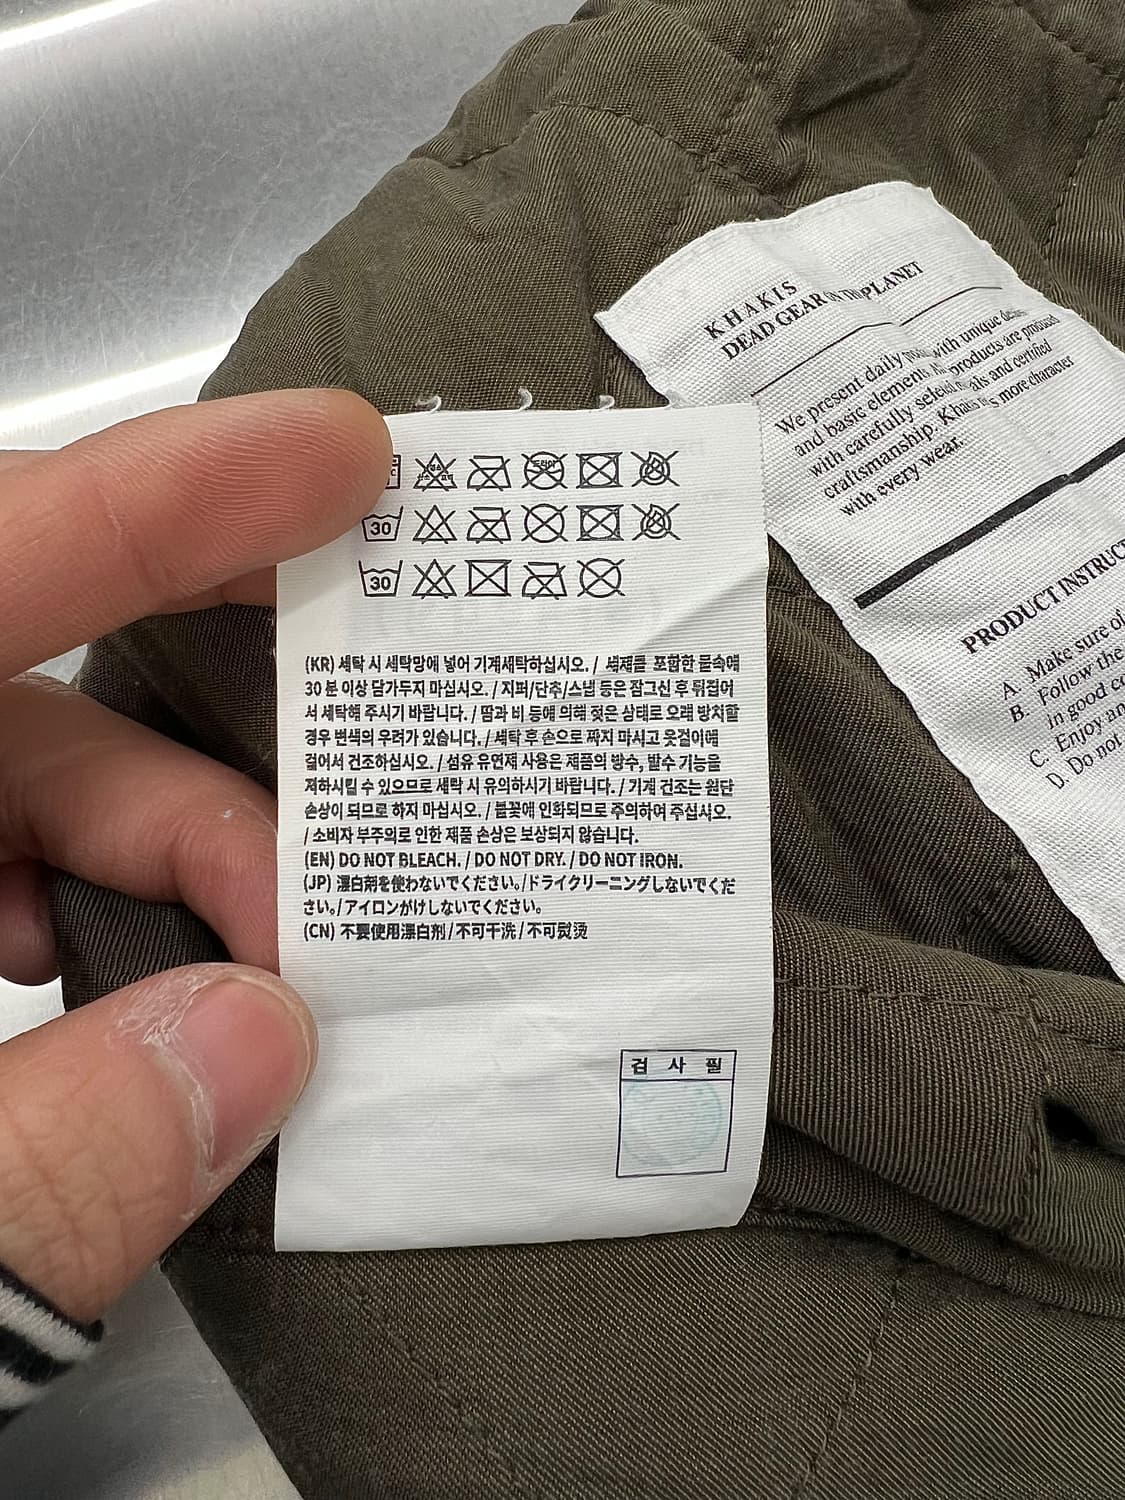 30
30
(KR) 세탁 시 세탁망에 넣어 기계세탁하십시오. / 세제를 포함한 물속에
30 분 이상 담가두지 마십시오. / 지퍼/단추/스냅 등은 잠그신 후 뒤집어
서 세탁해 주시기 바랍니다. / 땀과 비 등에 의해 젖은 상태로 오래 방치할
경우 변색의 우려가 있습니다. / 세탁 후 손으로 짜지 마시고 옷걸이에
걸어서 건조하십시오. / 섬유 유연제 사용은 제품의 방수, 발수 기능을
저하시킬 수 있으므로 세탁 시 유의하시기 바랍니다. / 기계 건조는 원단
손상이 되므로 하지 마십시오. / 불꽃에 인화되므로 주의하여 주십시오.
/ 소비자 부주의로 인한 제품 손상은 보상되지 않습니다.
(EN) DO NOT BLEACH. / DO NOT DRY. / DO NOT IRON.
(JP) 漂白剤を使わないでください。/ドライクリーニングしないでくだ
さい。/アイロンがけしないでください。
(CN) 不要使用漂白剂/不可干洗/不可熨烫
검 사 필
KHAKIS
DEAD GEAR ON THE PLANET
We present daily with unique
and basic elements. products are produced
with carefully and certified
craftsmanship. more character
with every wear.
PRODUCT
A. Make sure of
B. Follow the
in good
C. Enjoy
D. Do not